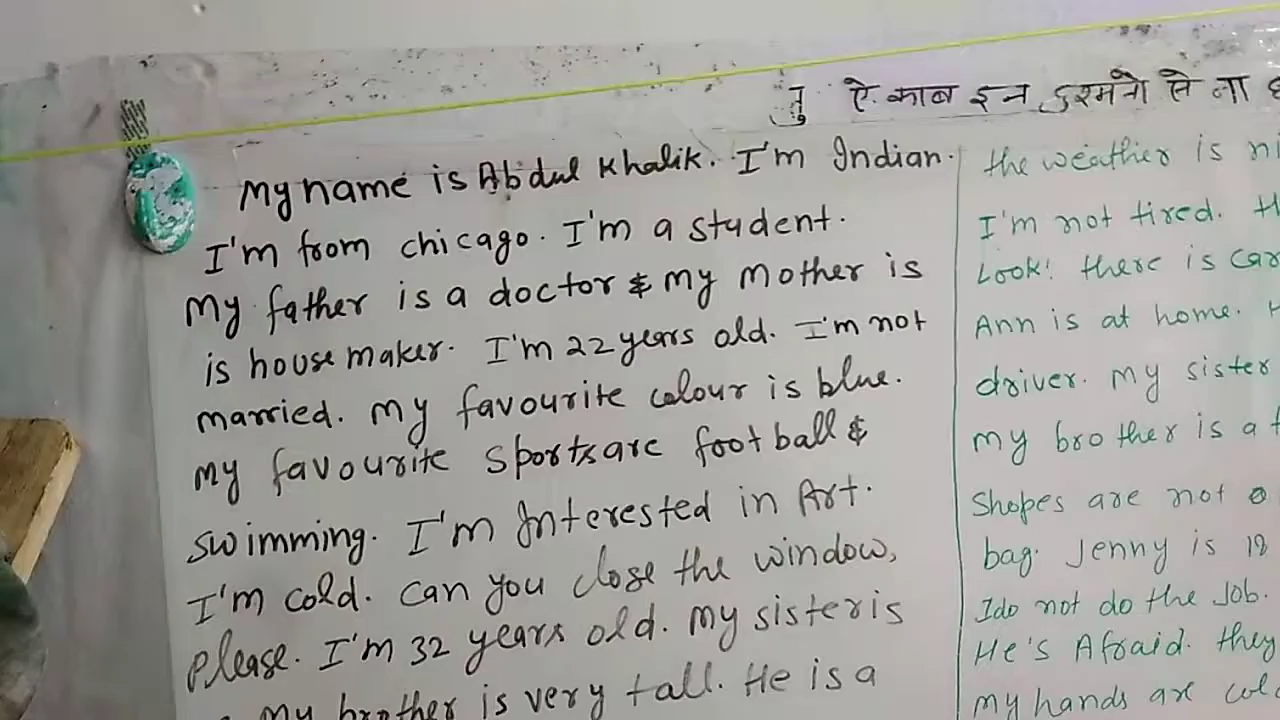 तु ऐ काब इन दुश्मनो से ना
My name is Abdul Khalik. I'm Indian.
I'm from chicago. I'm a student.
My father is a doctor & my mother is
is house maker. I'm 22 years old. I'm not
married. My favourite colour is blue.
my favourite sports are football &
swimming. I'm Interested in Art.
I'm cold. Can you close the window,
please. I'm 32 years old. My sister is
my brother is very tall. He is a
the weather is
I'm not tired.
Look! there is
Ann is at home.
driver. My sister
my brother is a
Shopes are not
bag. Jenny is 18
I do not do the Job.
He's Afraid. they
my hands are